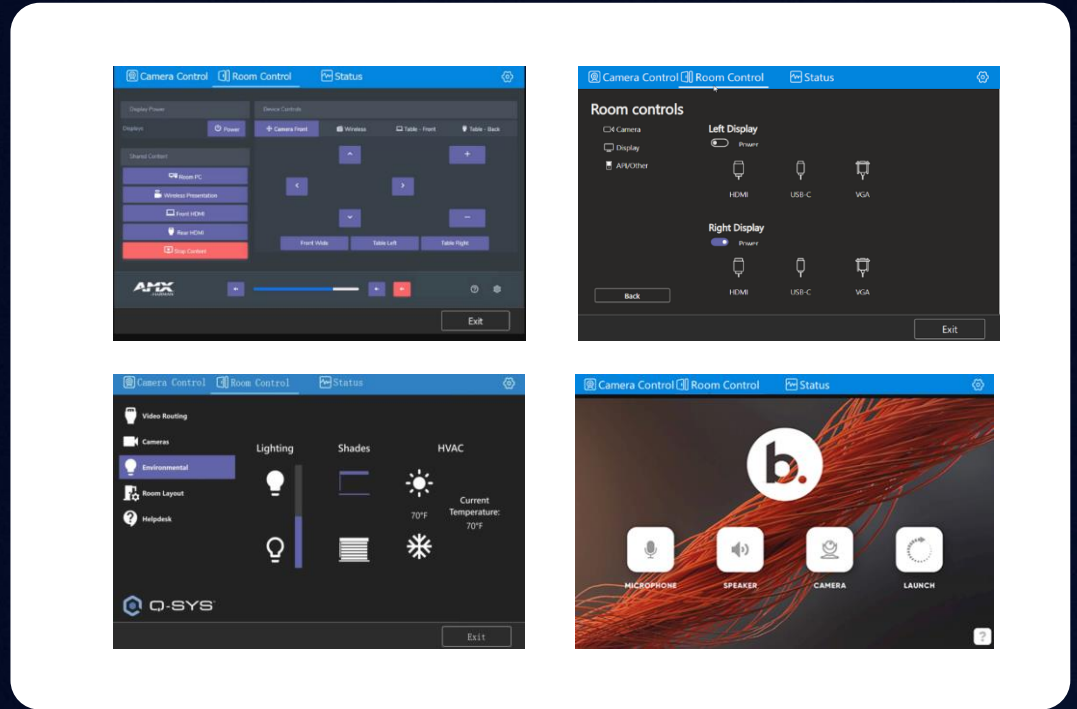 Camera Control Room Control Status
Display Power
Displays Power
Shared Content
Room PC
Wireless Presentation
Front HDMI
Rear HDMI
Stop Content
Device Controls
Camera Front Wireless Table - Front Table - Back
Front Wide Table Left Table Right
AMX
Exit
Camera Control Room Control Status
Room controls
Camera
Display
API/Other
Back
Left Display
Power
HDMI USB-C VGA
Right Display
Power
HDMI USB-C VGA
Exit
Camera Control Room Control Status
Video Routing
Cameras
Environmental
Room Layout
Helpdesk
Lighting Shades HVAC
70°F
Current
Temperature:
70°F
Q-SYS
Exit
Camera Control Room Control Status
b.
MICROPHONE SPEAKER CAMERA LAUNCH
?